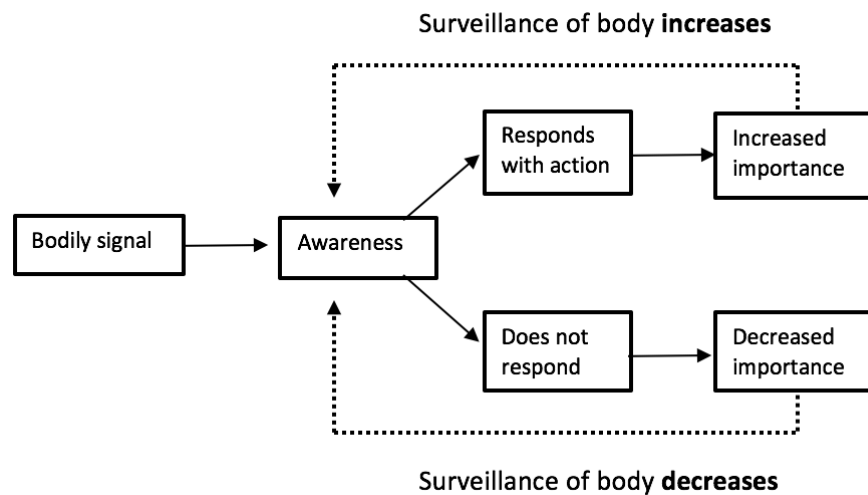 Surveillance of body increases
Responds
with action
Increased
importance
Bodily signal
Awareness
Does not
respond
Decreased
importance
Surveillance of body decreases